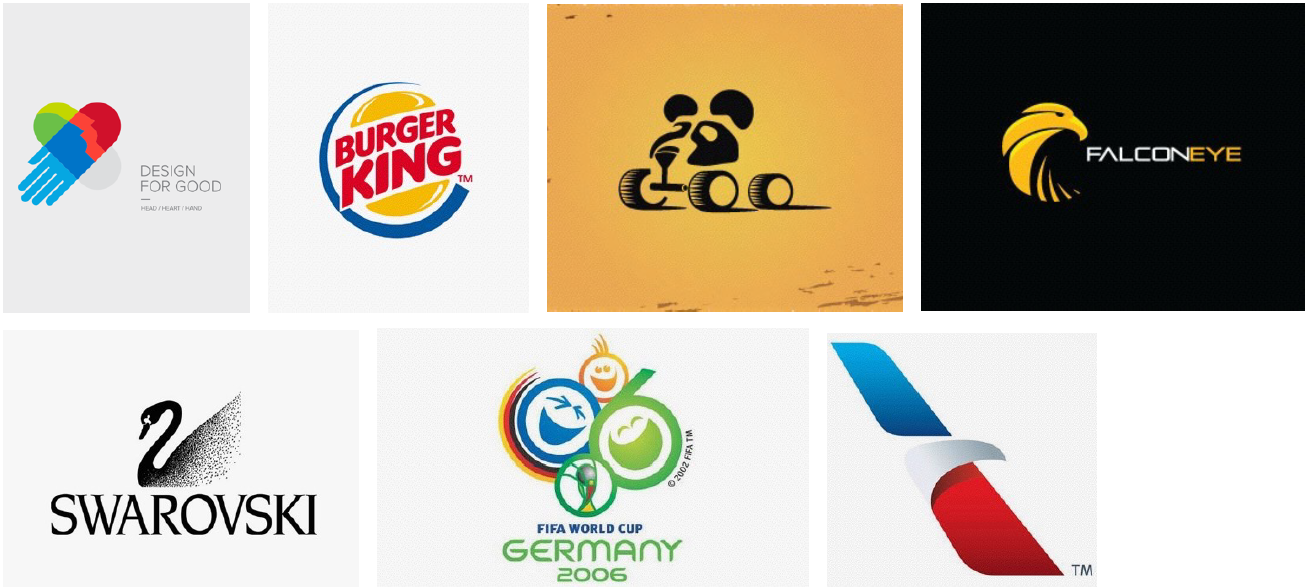 DESIGN
FOR GOOD
HEAD / HEART / HAND
BURGER
KING
TM
FALCONEYE
SWAROVSKI
© 2002 FIFA TM
FIFA WORLD CUP
GERMANY
2006
TM